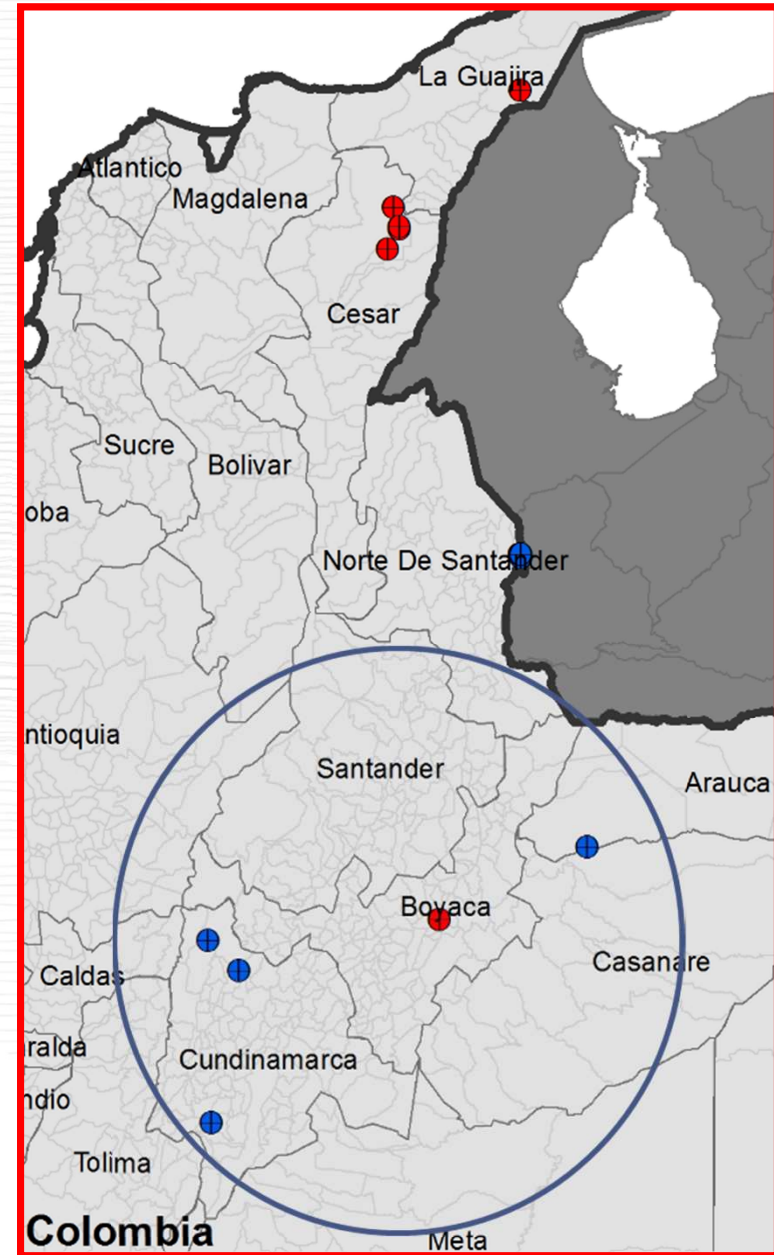 La Guajira
Atlantico
Magdalena
Cesar
Sucre
Bolivar
oba
Norte De Santander
ntioquia
Santander
Arauca
Boyaca
Casanare
Caldas
aralda
Cundinamarca
ndio
Tolima
Colombia
Meta